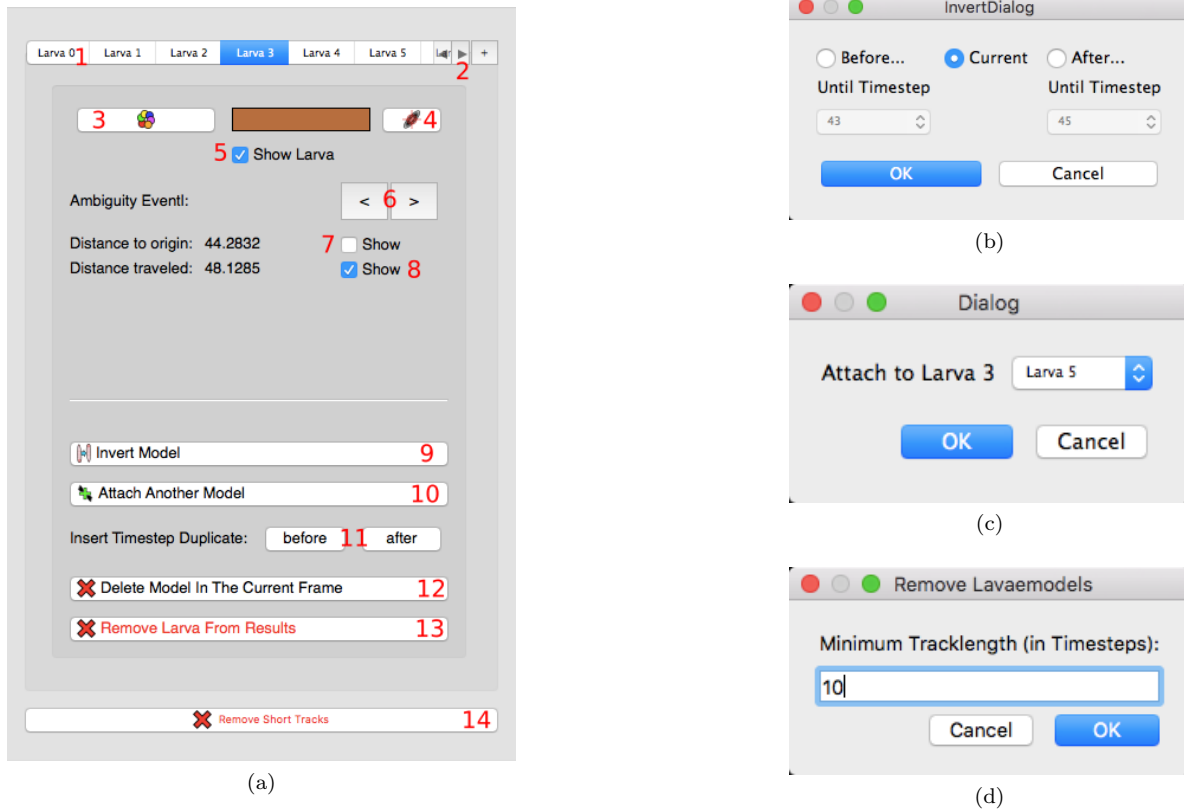 Larva 0 1 Larva 1 Larva 2 Larva 3 Larva 4 Larva 5 +
2
3 4
5 Show Larva
Ambiguity Eventl: < 6 >
Distance to origin: 44.2832 7 Show
Distance traveled: 48.1285 Show 8
Invert Model 9
Attach Another Model 10
Insert Timestep Duplicate: before 11 after
Delete Model In The Current Frame 12
Remove Larva From Results 13
Remove Short Tracks 14
(a)
InvertDialog
Before... Current After...
Until Timestep Until Timestep
43 45
OK Cancel
(b)
Dialog
Attach to Larva 3 Larva 5
OK Cancel
(c)
Remove Lavaemodels
Minimum Tracklength (in Timesteps):
10
Cancel OK
(d)